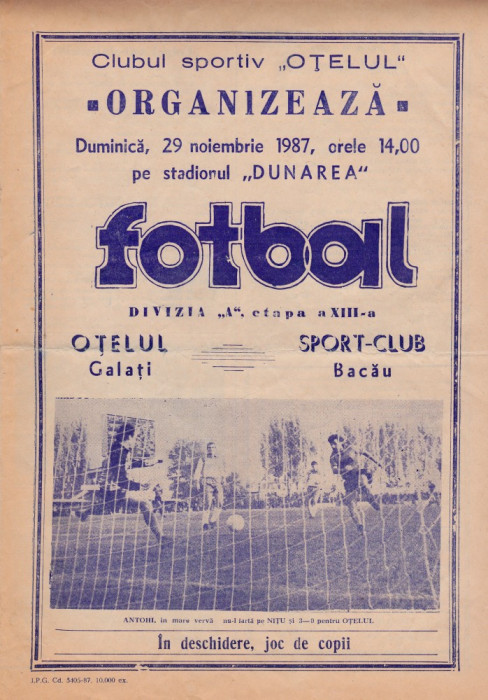 Clubul sportiv „OŢELUL“
ORGANIZEAZĂ
Duminică, 29 noiembrie 1987, orele 14,00
pe stadionul „DUNAREA“
fotbal
DIVIZIA „A“, etapa a XIII-a
OŢELUL SPORT-CLUB
Galaţi Bacău
ANTOHI, în mare vervă nu-l iartă pe NIŢU şi 3—0 pentru OŢELUL
În deschidere, joc de copii
I.P.G. Cd. 5405-87. 10.000 ex.